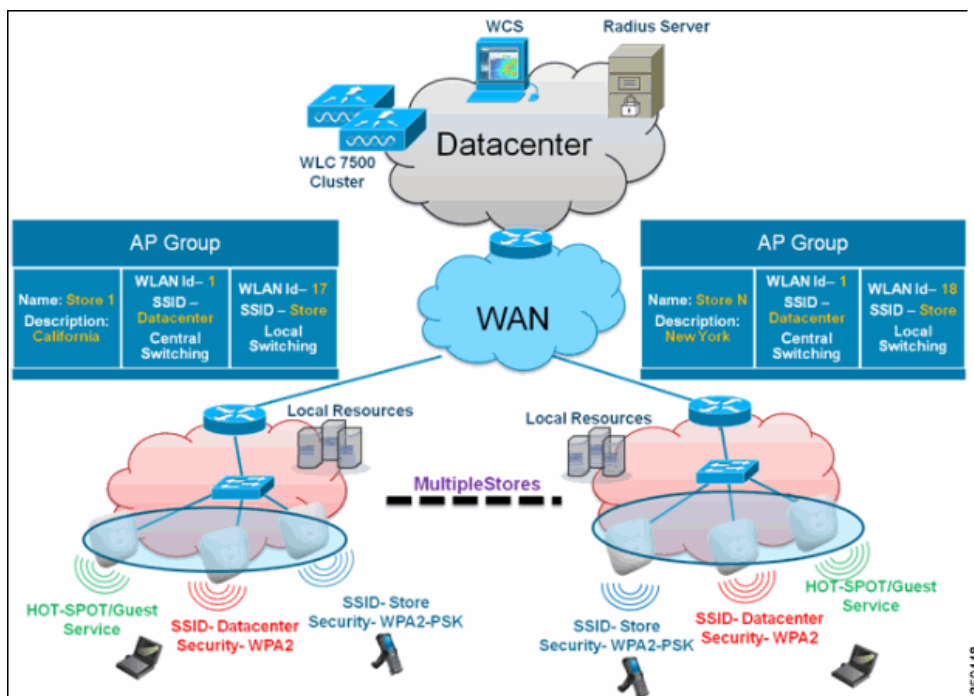 WCS
Radius Server
Datacenter
WLC 7500
Cluster
AP Group
Name: Store 1
Description:
California
WLAN Id– 1
SSID –
Datacenter
Central
Switching
WLAN Id– 17
SSID – Store
Local
Switching
WAN
AP Group
Name: Store N
Description:
NewYork
WLAN Id– 1
SSID –
Datacenter
Central
Switching
WLAN Id– 18
SSID – Store
Local
Switching
Local Resources
Local Resources
MultipleStores
HOT-SPOT/Guest
Service
SSID- Datacenter
Security- WPA2
SSID- Store
Security- WPA2-PSK
SSID- Store
Security- WPA2-PSK
SSID- Datacenter
Security- WPA2
HOT-SPOT/Guest
Service